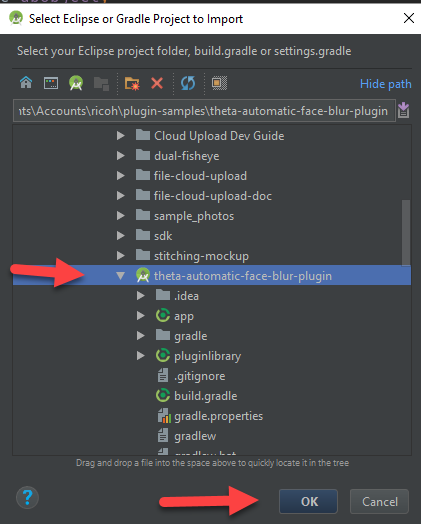 Select Eclipse or Gradle Project to Import
Select your Eclipse project folder, build.gradle or settings.gradle
Hide path
nts\Accounts\ricoh\plugin-samples\theta-automatic-face-blur-plugin
Cloud Upload Dev Guide
dual-fisheye
file-cloud-upload
file-cloud-upload-doc
sample_photos
sdk
stitching-mockup
theta-automatic-face-blur-plugin
.idea
app
gradle
pluginlibrary
.gitignore
build.gradle
gradle.properties
gradlew
gradlew.bat
Drag and drop a file into the space above to quickly locate it in the tree
?
OK
Cancel